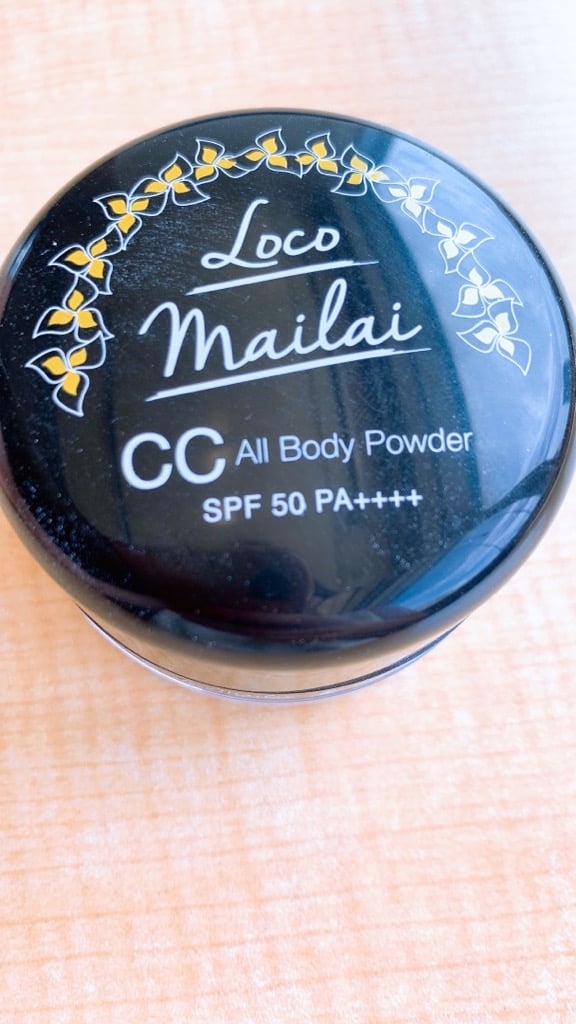 Loco
Mailai
CC All Body Powder
SPF 50 PA++++